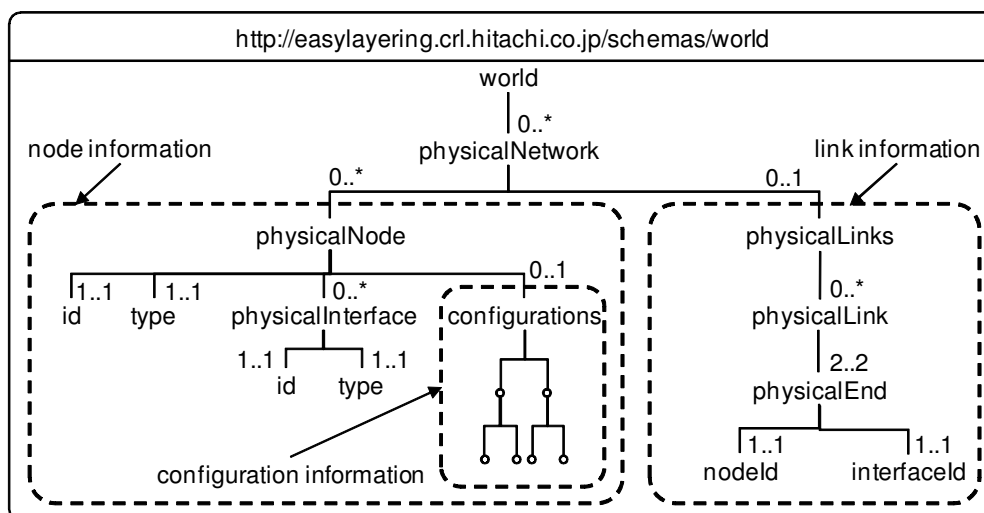 http://easylayering.crl.hitachi.co.jp/schemas/world
world
0..*
node information
physicalNetwork
link information
0..*
0..1
physicalNode
physicalLinks
1..1
1..1
0..*
0..1
0..*
id
type
physicalInterface
configurations
physicalLink
1..1
1..1
2..2
id
type
physicalEnd
1..1
1..1
configuration information
nodeId
interfaceId